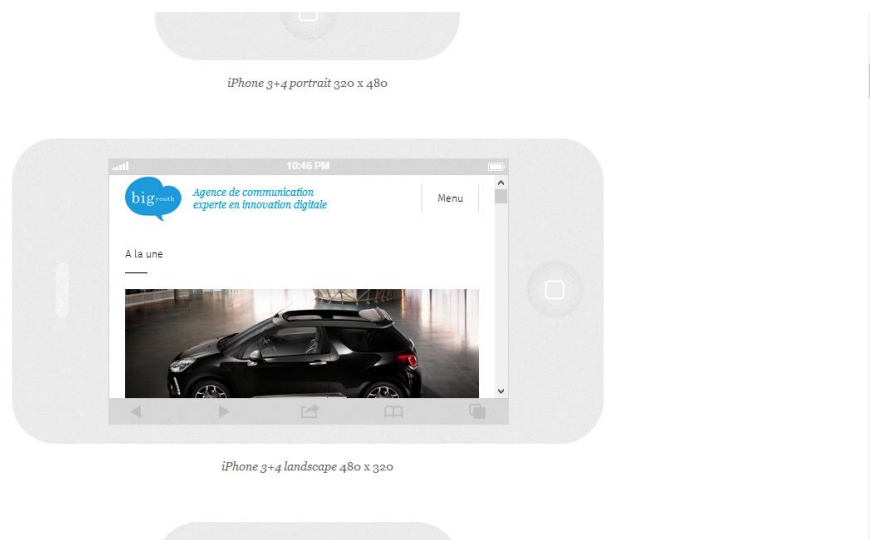 iPhone 3+4 portrait 320 x 480
10:46 PM
big youth
Agence de communication
experte en innovation digitale
Menu
A la une
iPhone 3+4 landscape 480 x 320